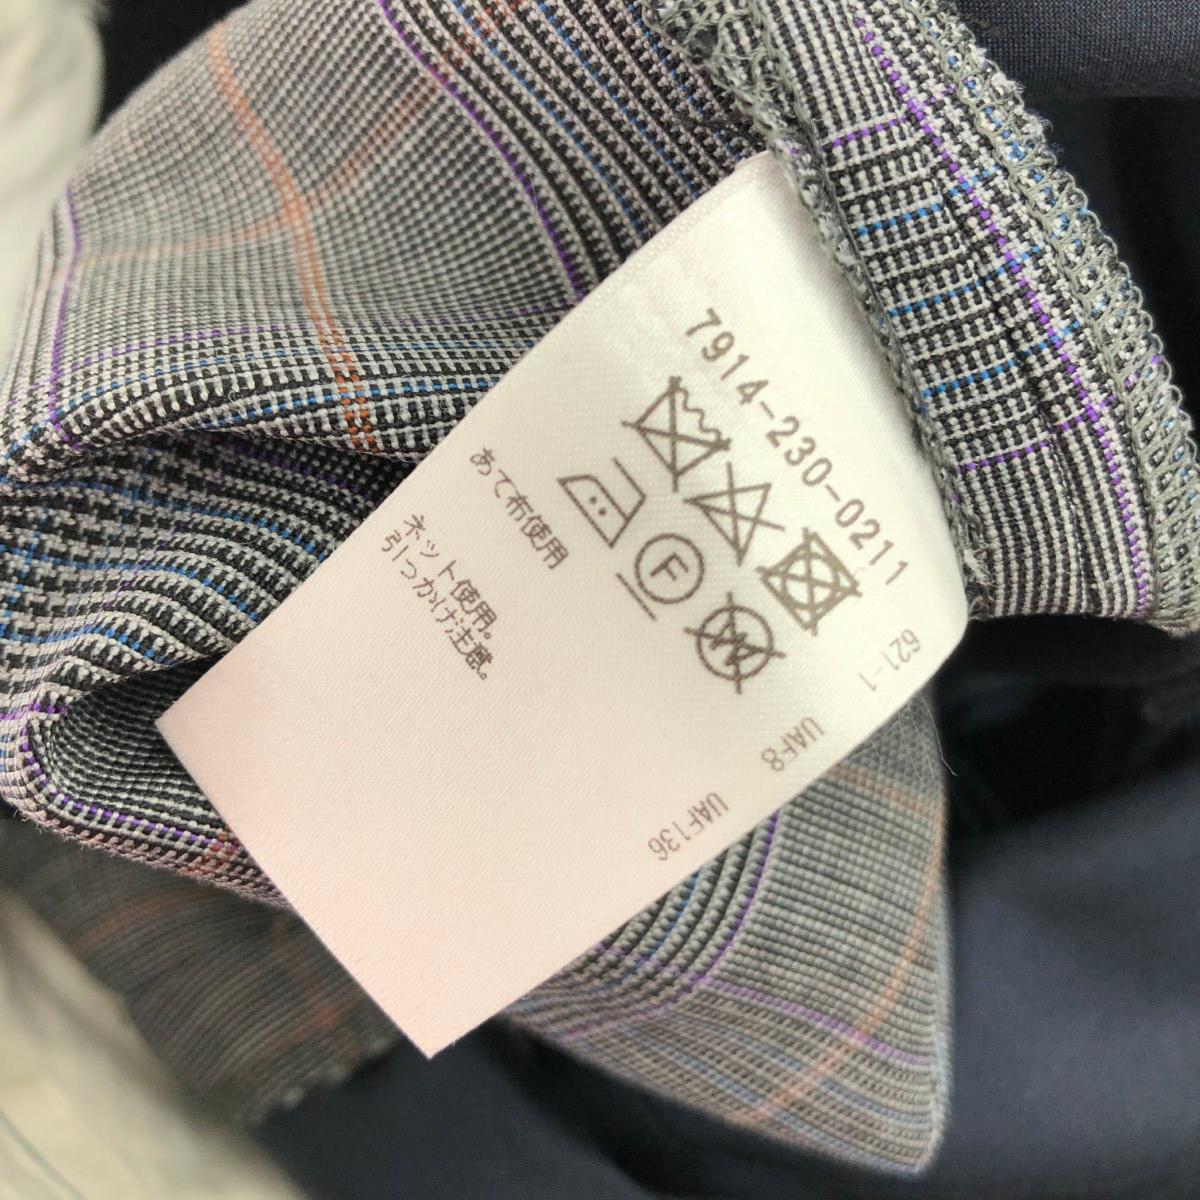 7914-230-0211
F
W
あて布使用
ネット使用。
引っかけ注意。
621-1
UAF8
UAF136